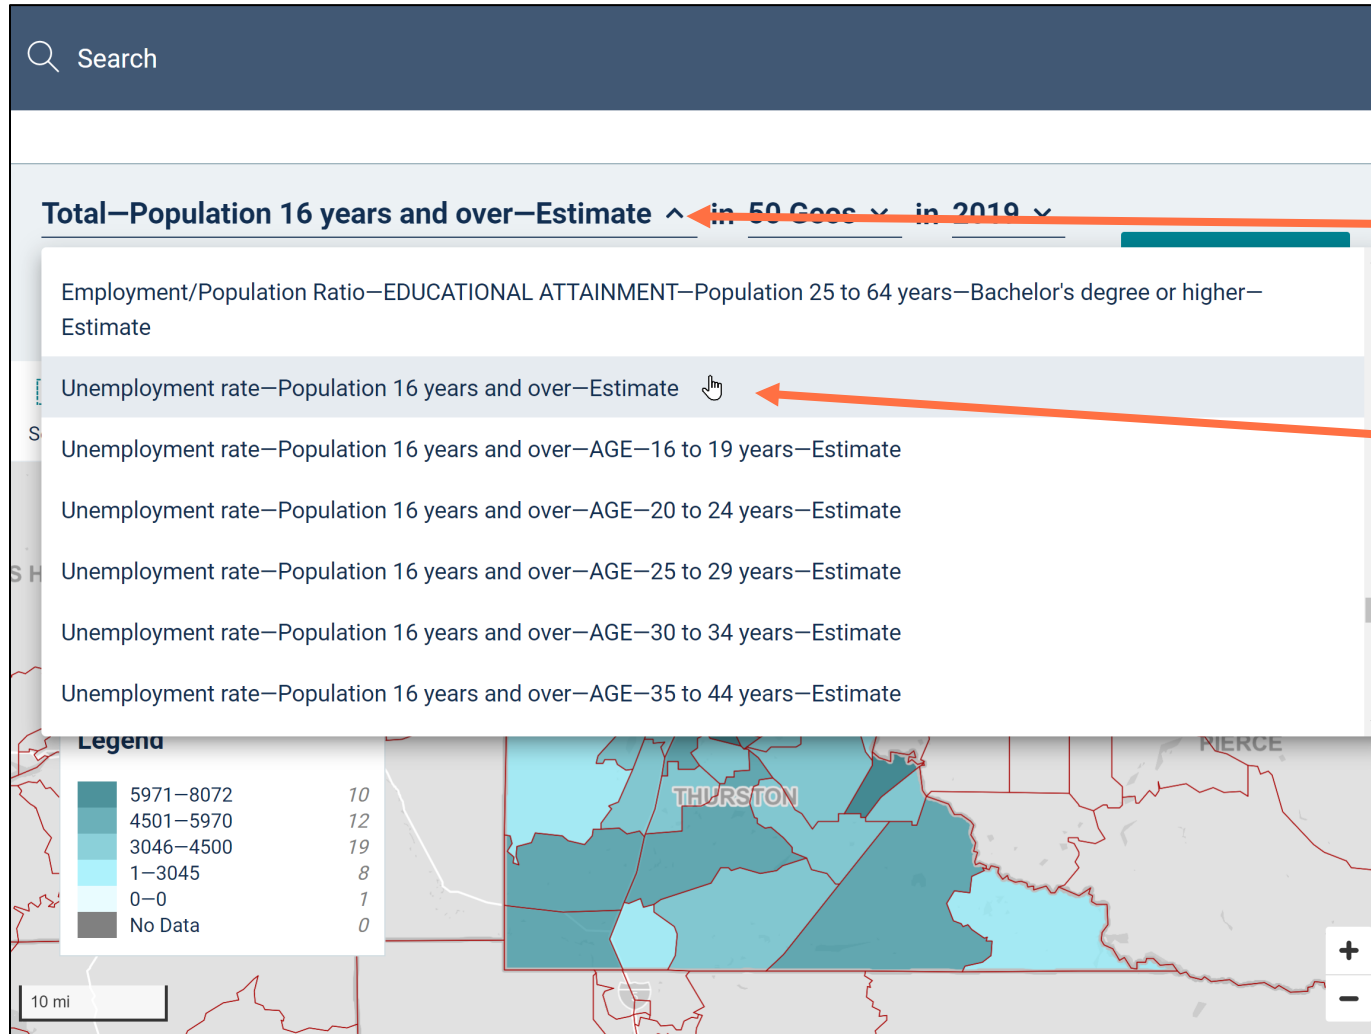 Search
Total—Population 16 years and over—Estimate in 50 Geos in 2019
Employment/Population Ratio—EDUCATIONAL ATTAINMENT—Population 25 to 64 years—Bachelor's degree or higher—
Estimate
Unemployment rate—Population 16 years and over—Estimate
Unemployment rate—Population 16 years and over—AGE—16 to 19 years—Estimate
Unemployment rate—Population 16 years and over—AGE—20 to 24 years—Estimate
Unemployment rate—Population 16 years and over—AGE—25 to 29 years—Estimate
Unemployment rate—Population 16 years and over—AGE—30 to 34 years—Estimate
Unemployment rate—Population 16 years and over—AGE—35 to 44 years—Estimate
Legend
PIERCE
5971—8072 10
THURSTON
4501—5970 12
3046—4500 19
1—3045 8
0—0 1
No Data 0
10 mi